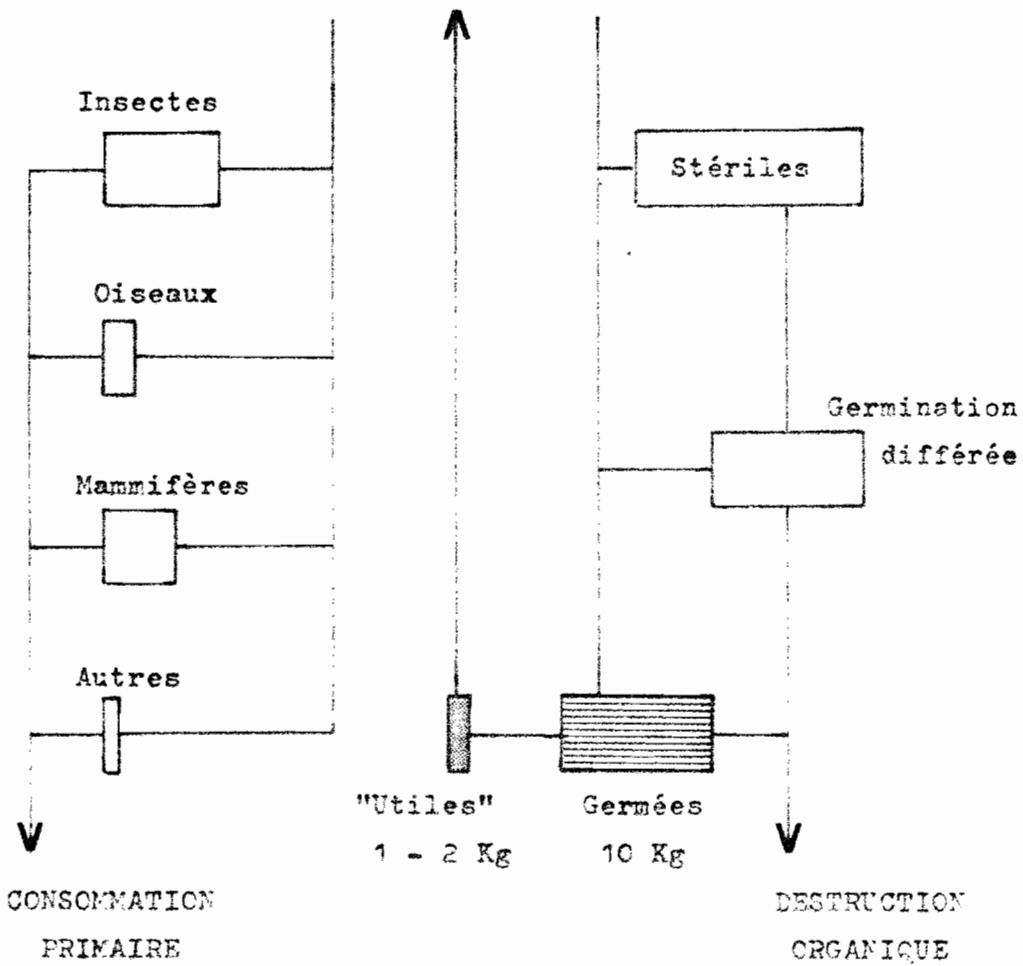 Insectes
Stériles
Oiseaux
Germination
différée
Mammifères
Autres
"Utiles"
Germées
1 - 2 Kg
10 Kg
CONSOMMATION
PRIMAIRE
DESTRUCTION
ORGANIQUE